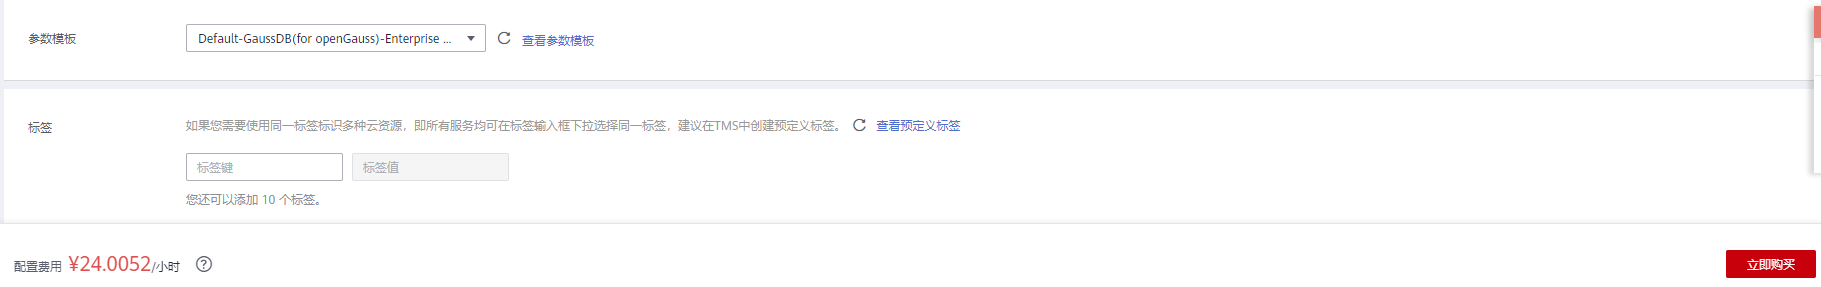 参数模板
Default-GaussDB(for openGauss)-Enterprise ...
查看参数模板
标签
如果您需要使用同一标签标识多种云资源，即所有服务均可在标签输入框下拉选择同一标签，建议在TMS中创建预定义标签。
查看预定义标签
标签键
标签值
您还可以添加 10 个标签。
配置费用 ¥24.0052/小时 ?
立即购买